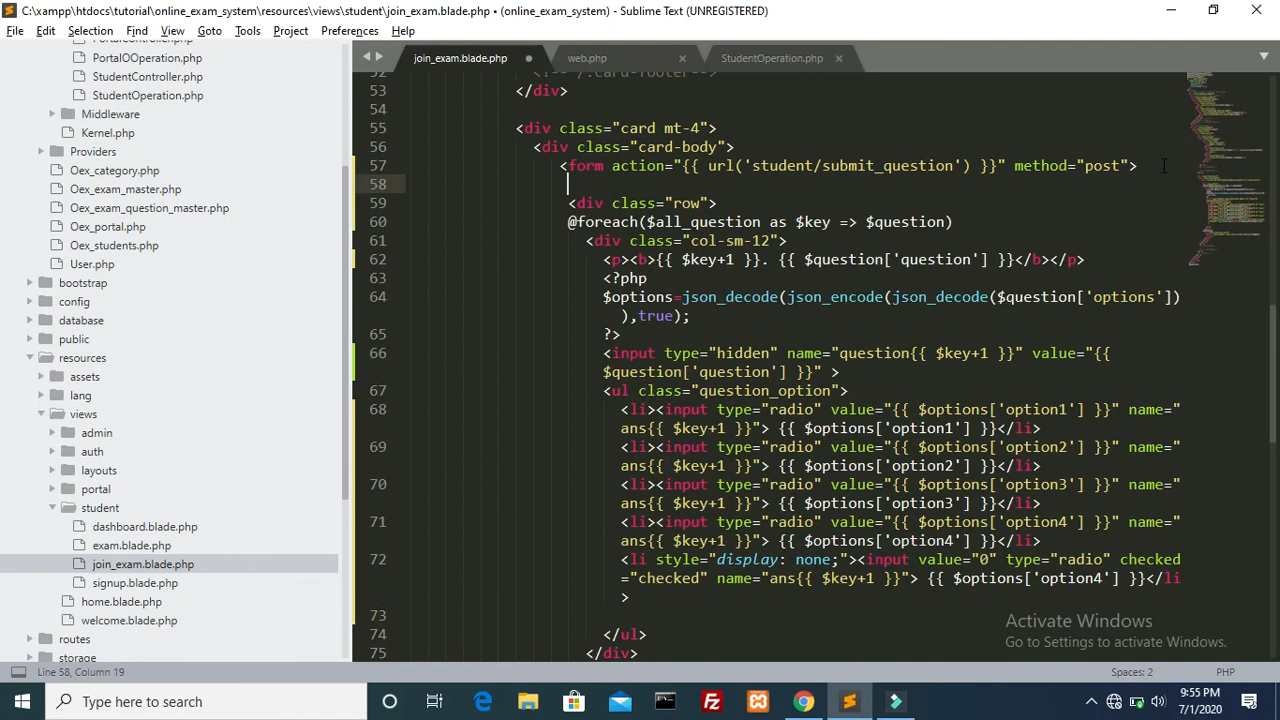 C:\xampp\htdocs\tutorial\online_exam_system\resources\views\student\join_exam.blade.php • (online_exam_system) - Sublime Text (UNREGISTERED)
File Edit Selection Find View Goto Tools Project Preferences Help
join_exam.blade.php web.php StudentOperation.php
PortalOOperation.php
StudentController.php
StudentOperation.php
Middleware
Kernel.php
Providers
Oex_category.php
Oex_exam_master.php
Oex_exam_question_master.php
Oex_portal.php
Oex_students.php
User.php
bootstrap
config
database
public
resources
assets
lang
views
admin
auth
layouts
portal
student
dashboard.blade.php
exam.blade.php
join_exam.blade.php
signup.blade.php
home.blade.php
welcome.blade.php
routes
storage
52 <!-- /.card-footer-->
53 </div>
54
55 <div class="card mt-4">
56 <div class="card-body">
57 <form action="{{ url('student/submit_question') }}" method="post">
58
59 <div class="row">
60 @foreach($all_question as $key => $question)
61 <div class="col-sm-12">
62 <p><b>{{ $key+1 }}. {{ $question['question'] }}</b></p>
63 <?php
64 $options=json_decode(json_encode(json_decode($question['options'])
),true);
65 ?>
66 <input type="hidden" name="question{{ $key+1 }}" value="{{
$question['question'] }}" >
67 <ul class="question_option">
68 <li><input type="radio" value="{{ $options['option1'] }}" name="
ans{{ $key+1 }}"> {{ $options['option1'] }}</li>
69 <li><input type="radio" value="{{ $options['option2'] }}" name="
ans{{ $key+1 }}"> {{ $options['option2'] }}</li>
70 <li><input type="radio" value="{{ $options['option3'] }}" name="
ans{{ $key+1 }}"> {{ $options['option3'] }}</li>
71 <li><input type="radio" value="{{ $options['option4'] }}" name="
ans{{ $key+1 }}"> {{ $options['option4'] }}</li>
72 <li style="display: none;"><input value="0" type="radio" checked
="checked" name="ans{{ $key+1 }}"> {{ $options['option4'] }}</li
>
73
74 </ul>
75 </div>
Activate Windows
Go to Settings to activate Windows.
Line 58, Column 19 Spaces: 2 PHP
Type here to search
9:55 PM
7/1/2020